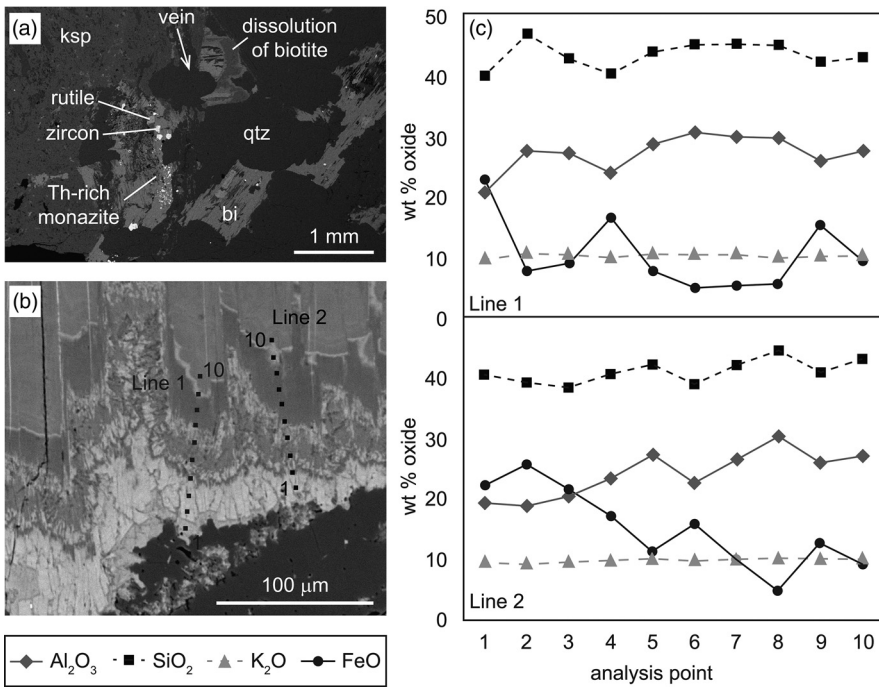 (a)
ksp
vein
dissolution
of biotite
rutile
zircon
qtz
Th-rich
monazite
bi
1 mm
(b)
Line 2
10
Line 1
10
1
100 μm
(c)
50
40
30
20
10
0
wt % oxide
Line 1
40
30
20
10
0
wt % oxide
Line 2
1 2 3 4 5 6 7 8 9 10
analysis point
Al₂O₃ SiO₂ K₂O FeO